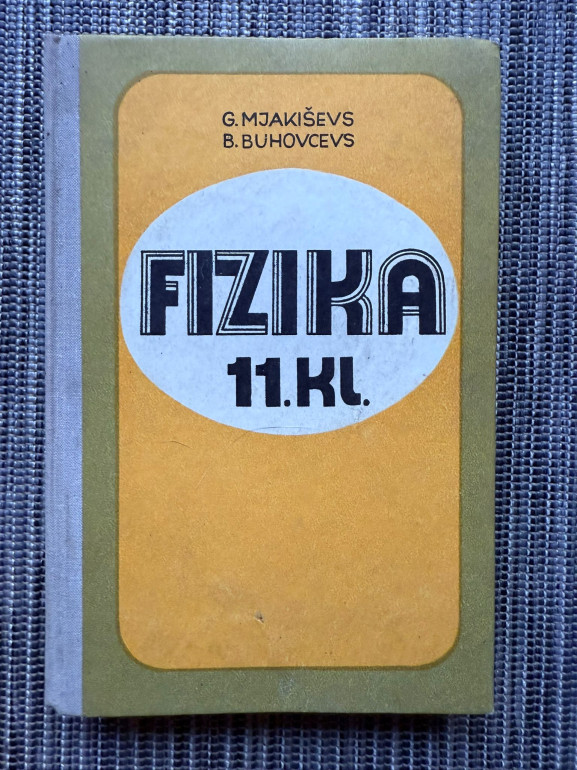 G. MJAKIŠEVS
B. BUHOVCEVS
FIZIKA
11. Kl.